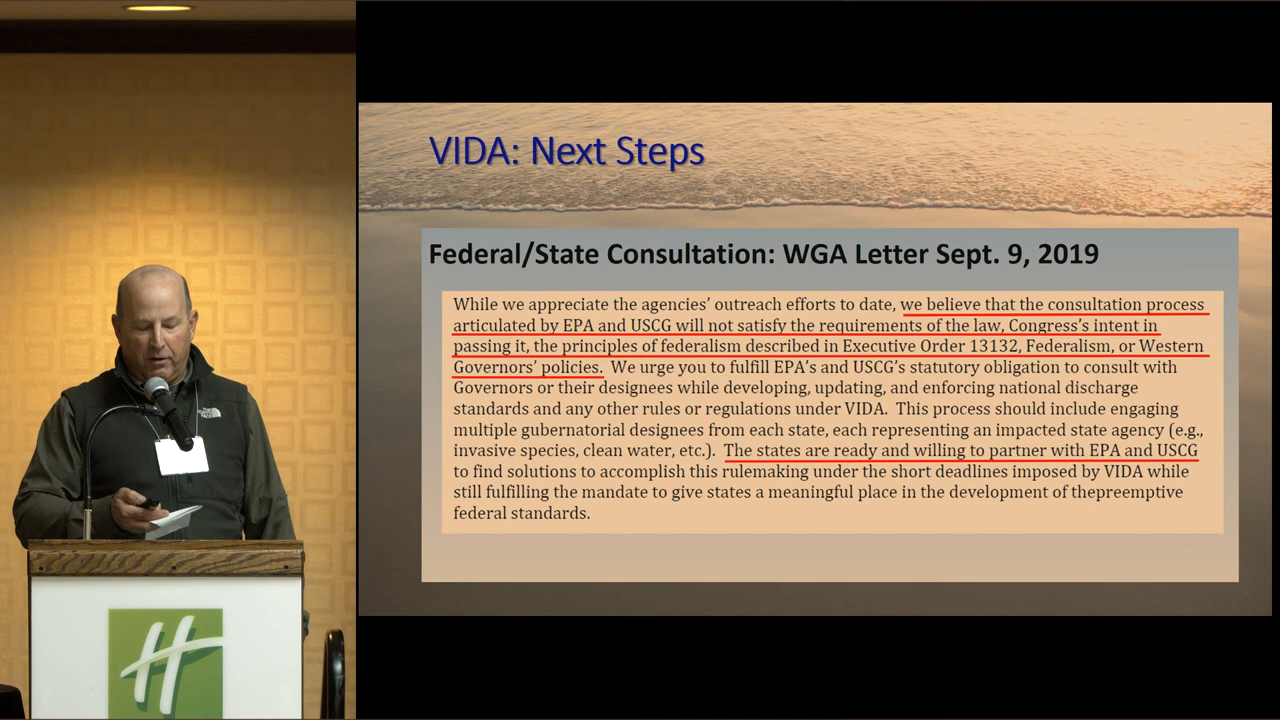 VIDA: Next Steps
Federal/State Consultation: WGA Letter Sept. 9, 2019
While we appreciate the agencies' outreach efforts to date, we believe that the consultation process
articulated by EPA and USCG will not satisfy the requirements of the law, Congress's intent in
passing it, the principles of federalism described in Executive Order 13132, Federalism, or Western
Governors' policies. We urge you to fulfill EPA's and USCG's statutory obligation to consult with
Governors or their designees while developing, updating, and enforcing national discharge
standards and any other rules or regulations under VIDA. This process should include engaging
multiple gubernatorial designees from each state, each representing an impacted state agency (e.g.,
invasive species, clean water, etc.). The states are ready and willing to partner with EPA and USCG
to find solutions to accomplish this rulemaking under the short deadlines imposed by VIDA while
still fulfilling the mandate to give states a meaningful place in the development of thepreemptive
federal standards.
THE NORTH FACE
H